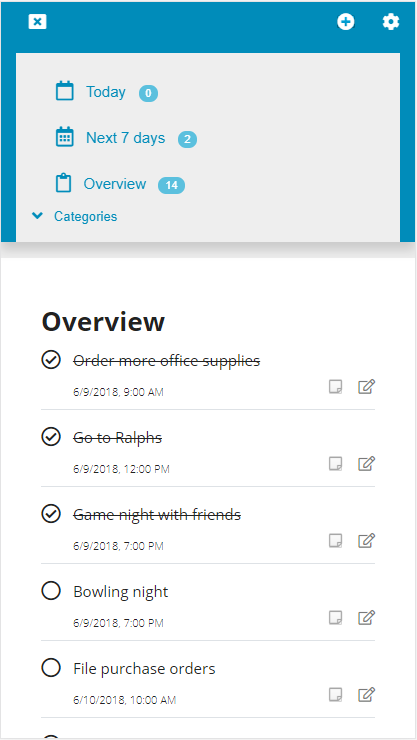 Today 0
Next 7 days 2
Overview 14
Categories
Overview
Order more office supplies
6/9/2018, 9:00 AM
Go to Ralphs
6/9/2018, 12:00 PM
Game night with friends
6/9/2018, 7:00 PM
Bowling night
6/9/2018, 7:00 PM
File purchase orders
6/10/2018, 10:00 AM